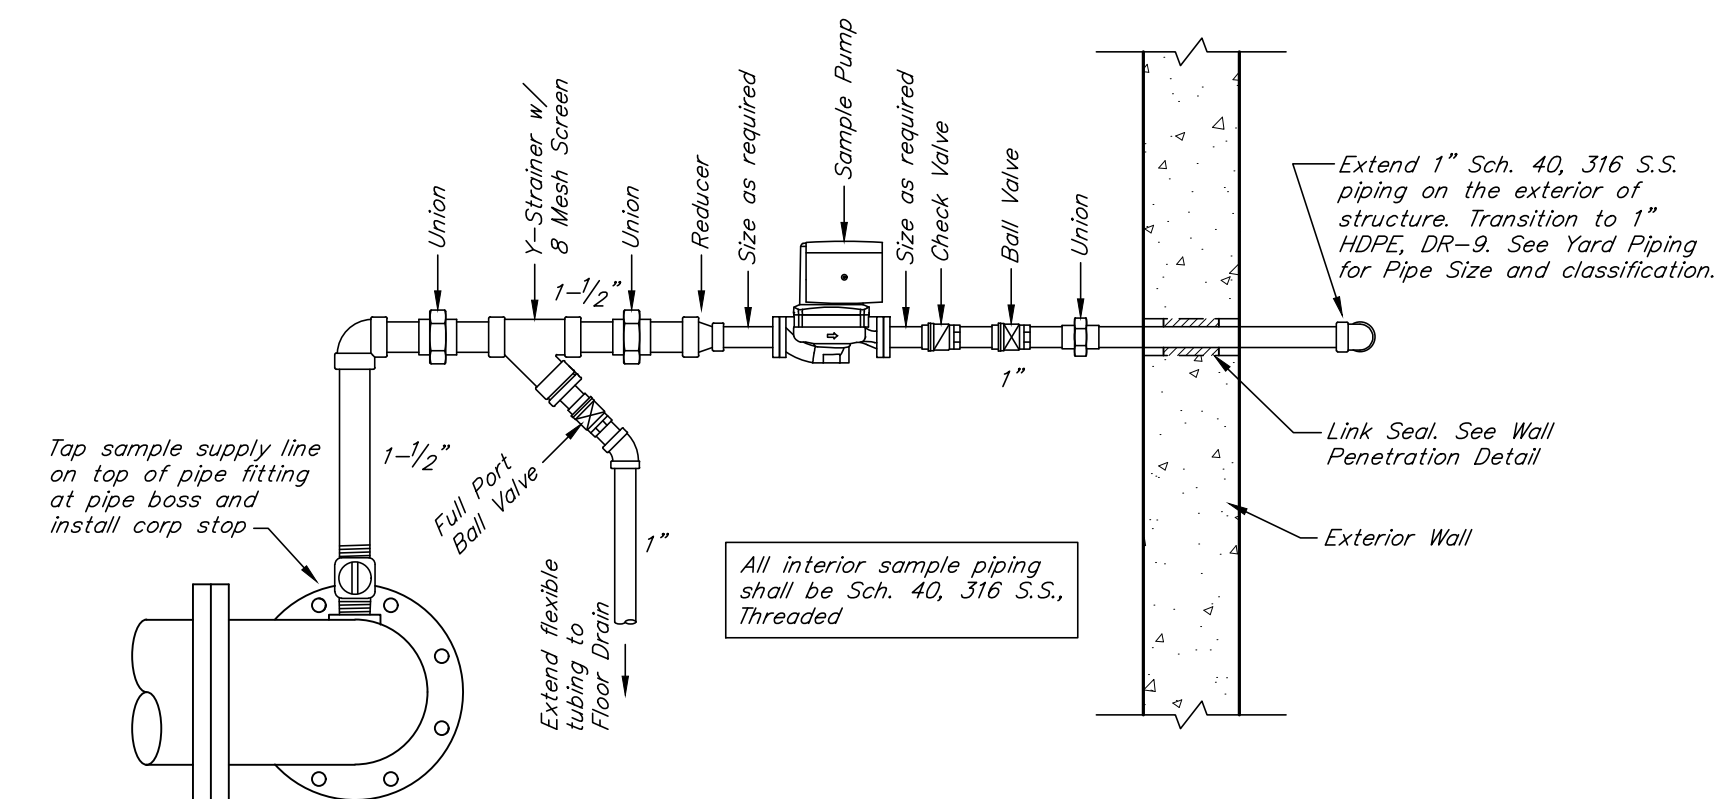 Union
Y-Strainer w/
8 Mesh Screen
1-1/2"
Union
Reducer
Size as required
Sample Pump
Size as required
Check Valve
Ball Valve
Union
1"
Extend 1" Sch. 40, 316 S.S.
piping on the exterior of
structure. Transition to 1"
HDPE, DR-9. See Yard Piping
for Pipe Size and classification.
Link Seal. See Wall
Penetration Detail
Exterior Wall
Tap sample supply line
on top of pipe fitting
at pipe boss and
install corp stop
1-1/2"
Full Port
Ball Valve
1"
Extend flexible
tubing to
Floor Drain
All interior sample piping
shall be Sch. 40, 316 S.S.,
Threaded